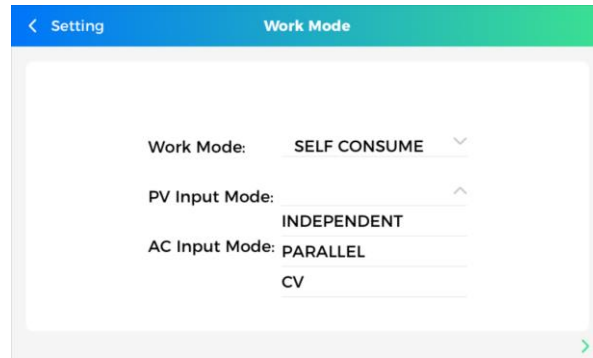 Setting
Work Mode
Work Mode: SELF CONSUME
PV Input Mode:
INDEPENDENT
AC Input Mode: PARALLEL
CV